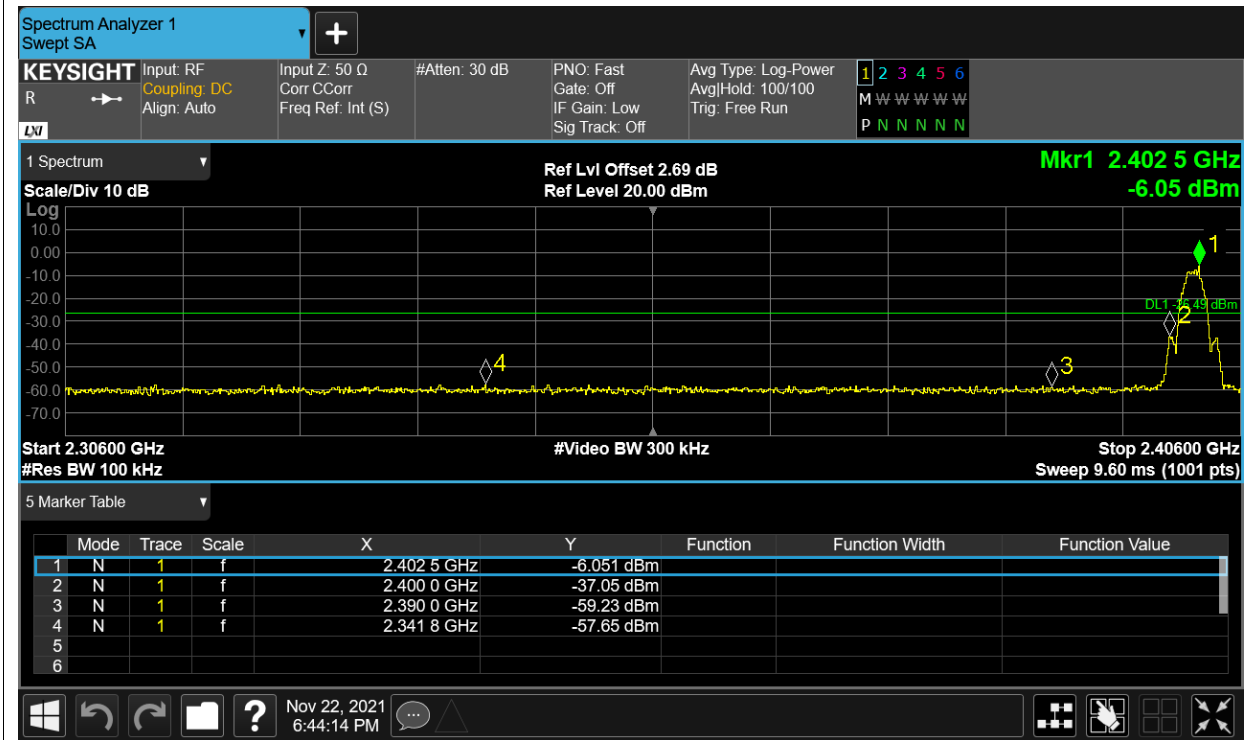 Spectrum Analyzer 1
Swept SA
KEYSIGHT
R
LXI
Input: RF
Coupling: DC
Align: Auto
Input Z: 50 Ω
Corr CCorr
Freq Ref: Int (S)
#Atten: 30 dB
PNO: Fast
Gate: Off
IF Gain: Low
Sig Track: Off
Avg Type: Log-Power
Avg|Hold: 100/100
Trig: Free Run
1 2 3 4 5 6
M W W W W W
P N N N N N
1 Spectrum
Scale/Div 10 dB
Ref Lvl Offset 2.69 dB
Ref Level 20.00 dBm
Mkr1 2.402 5 GHz
-6.05 dBm
Log
10.0
0.00
-10.0
-20.0
-30.0
-40.0
-50.0
-60.0
-70.0
1
DL1 -26.49 dBm
2
4
3
Start 2.30600 GHz
#Video BW 300 kHz
Stop 2.40600 GHz
#Res BW 100 kHz
Sweep 9.60 ms (1001 pts)
5 Marker Table
Mode Trace Scale X Y Function Function Width Function Value
1 N 1 f 2.402 5 GHz -6.051 dBm
2 N 1 f 2.400 0 GHz -37.05 dBm
3 N 1 f 2.390 0 GHz -59.23 dBm
4 N 1 f 2.341 8 GHz -57.65 dBm
5
6
?
Nov 22, 2021
6:44:14 PM